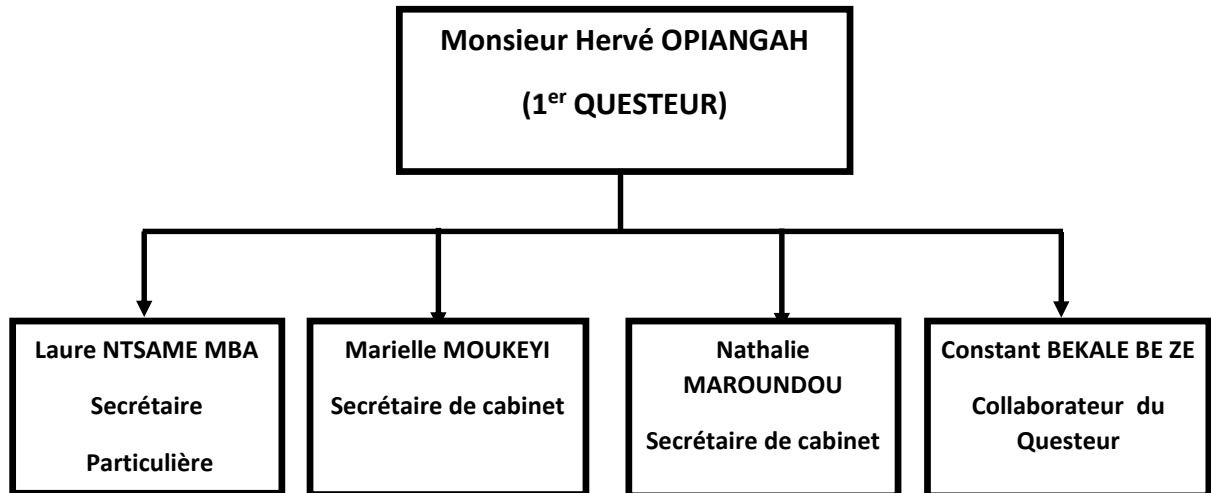 Monsieur Hervé OPIANGAH
(1er QUESTEUR)
Laure NTSAME MBA
Secrétaire
Particulière
Marielle MOUKEYI
Secrétaire de cabinet
Nathalie
MAROUNDOU
Secrétaire de cabinet
Constant BEKALE BE ZE
Collaborateur du
Questeur